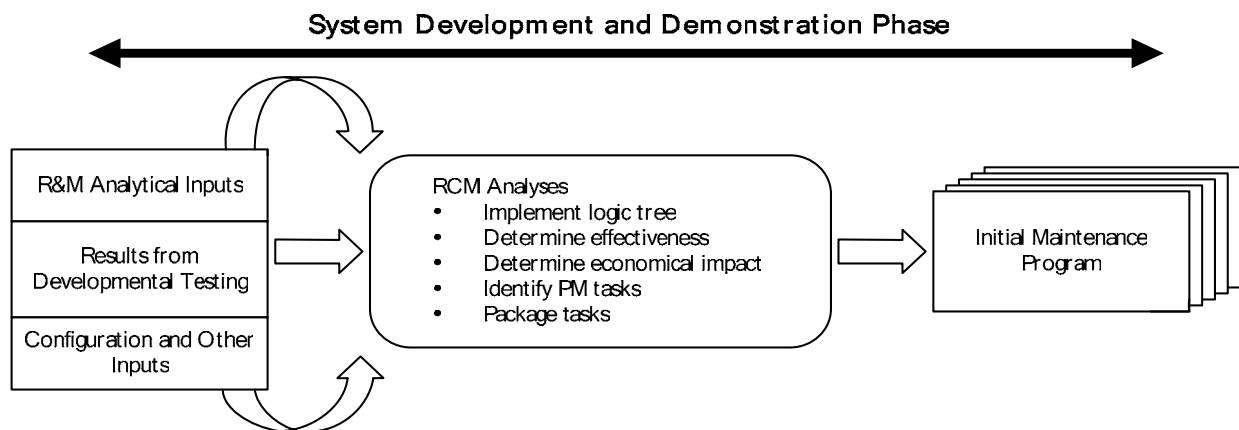 System Development and Demonstration Phase
R&M Analytical Inputs
Results from
Developmental Testing
Configuration and Other
Inputs
RCM Analyses
• Implement logic tree
• Determine effectiveness
• Determine economical impact
• Identify PM tasks
• Package tasks
Initial Maintenance
Program